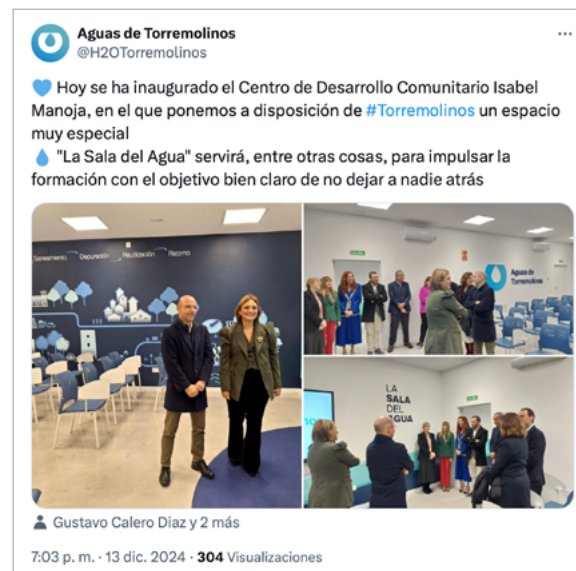 Aguas de Torremolinos
@H2OTorremolinos
Hoy se ha inaugurado el Centro de Desarrollo Comunitario Isabel
Manoja, en el que ponemos a disposición de #Torremolinos un espacio
muy especial
"La Sala del Agua" servirá, entre otras cosas, para impulsar la
formación con el objetivo bien claro de no dejar a nadie atrás
Saneamiento Depuración Reutilización Retorno
Aguas de
Torremolinos
LA
SALA
DEL
AGUA
Gustavo Calero Diaz y 2 más
7:03 p. m. · 13 dic. 2024 · 304 Visualizaciones